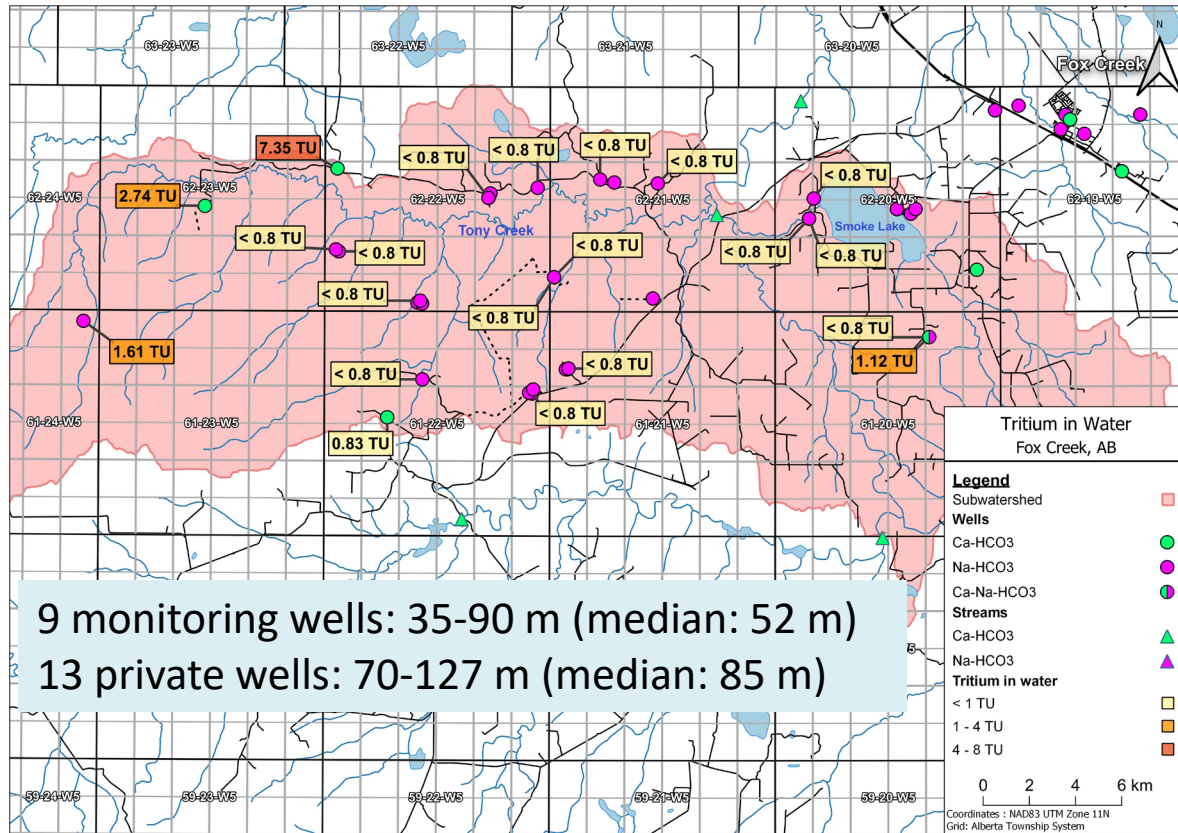 63-23-W5
63-22-W5
63-21-W5
63-20-W5
N
Fox Creek
7.35 TU
< 0.8 TU
< 0.8 TU
< 0.8 TU
< 0.8 TU
< 0.8 TU
62-24-W5
2.74 TU
62-23-W5
62-22-W5
62-21-W5
62-20-W5
62-19-W5
Tony Creek
Smoke Lake
< 0.8 TU
< 0.8 TU
< 0.8 TU
< 0.8 TU
< 0.8 TU
< 0.8 TU
< 0.8 TU
< 0.8 TU
1.61 TU
1.12 TU
< 0.8 TU
< 0.8 TU
< 0.8 TU
61-24-W5
61-23-W5
61-22-W5
61-21-W5
61-20-W5
0.83 TU
Tritium in Water
Fox Creek, AB
Legend
Subwatershed
Wells
Ca-HCO3
Na-HCO3
Ca-Na-HCO3
Streams
Ca-HCO3
Na-HCO3
Tritium in water
< 1 TU
1 - 4 TU
4 - 8 TU
0 2 4 6 km
Coordinates : NAD83 UTM Zone 11N
Grid: Alberta Township System
9 monitoring wells: 35-90 m (median: 52 m)
13 private wells: 70-127 m (median: 85 m)
59-24-W5
59-23-W5
59-22-W5
59-21-W5
59-20-W5